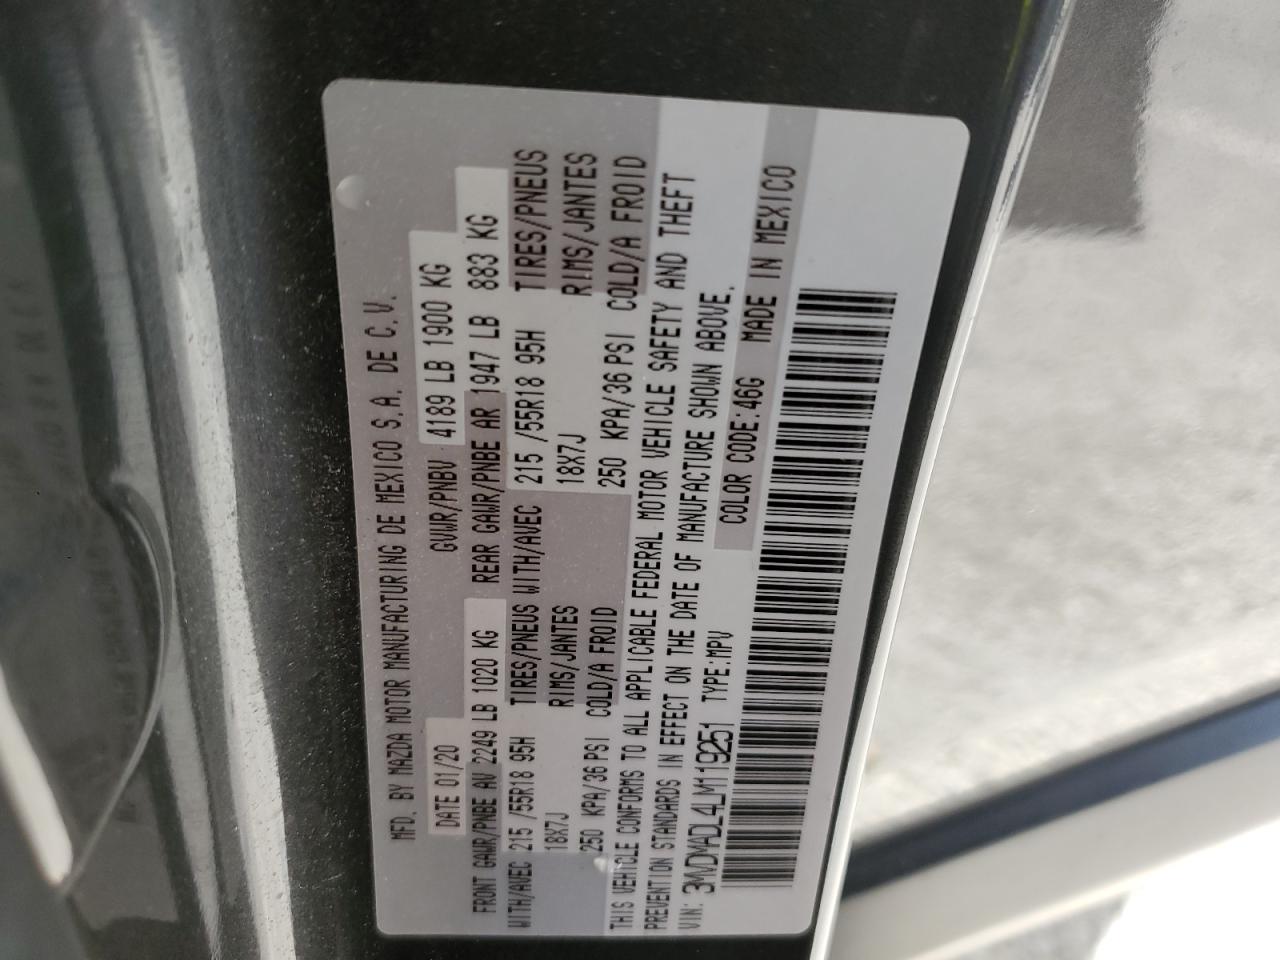 MFD. BY MAZDA MOTOR MANUFACTURING DE MEXICO S.A. DE C.V.
DATE 01/20 GVWR/PNBV 4189 LB 1900 KG
FRONT GAWR/PNBE AV 2249 LB 1020 KG REAR GAWR/PNBE AR 1947 LB 883 KG
WITH/AVEC 215 /55R18 95H TIRES/PNEUS WITH/AVEC 215 /55R18 95H TIRES/PNEUS
18X7J RIMS/JANTES 18X7J RIMS/JANTES
250 KPA/36 PSI COLD/A FROID 250 KPA/36 PSI COLD/A FROID
THIS VEHICLE CONFORMS TO ALL APPLICABLE FEDERAL MOTOR VEHICLE SAFETY AND THEFT
PREVENTION STANDARDS IN EFFECT ON THE DATE OF MANUFACTURE SHOWN ABOVE.
VIN: 3MVDMADL4LM119251 TYPE:MPV COLOR CODE:46G MADE IN MEXICO